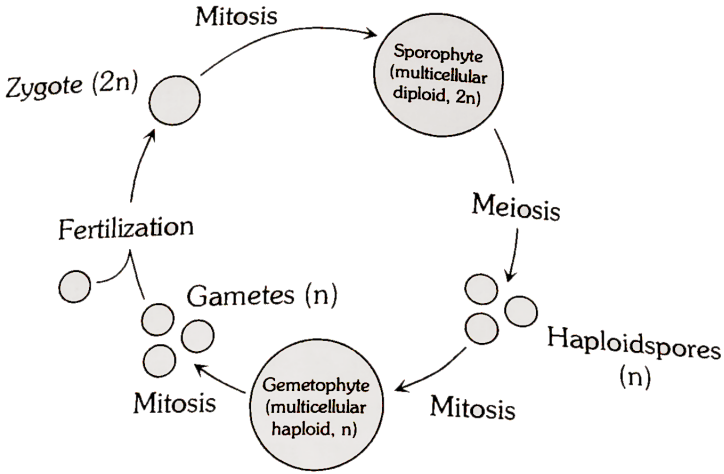 Mitosis
Sporophyte
(multicellular
diploid, 2n)
Zygote (2n)
Meiosis
Fertilization
Gametes (n)
Haploidspores
(n)
Gemetophyte
(multicellular
haploid, n)
Mitosis
Mitosis